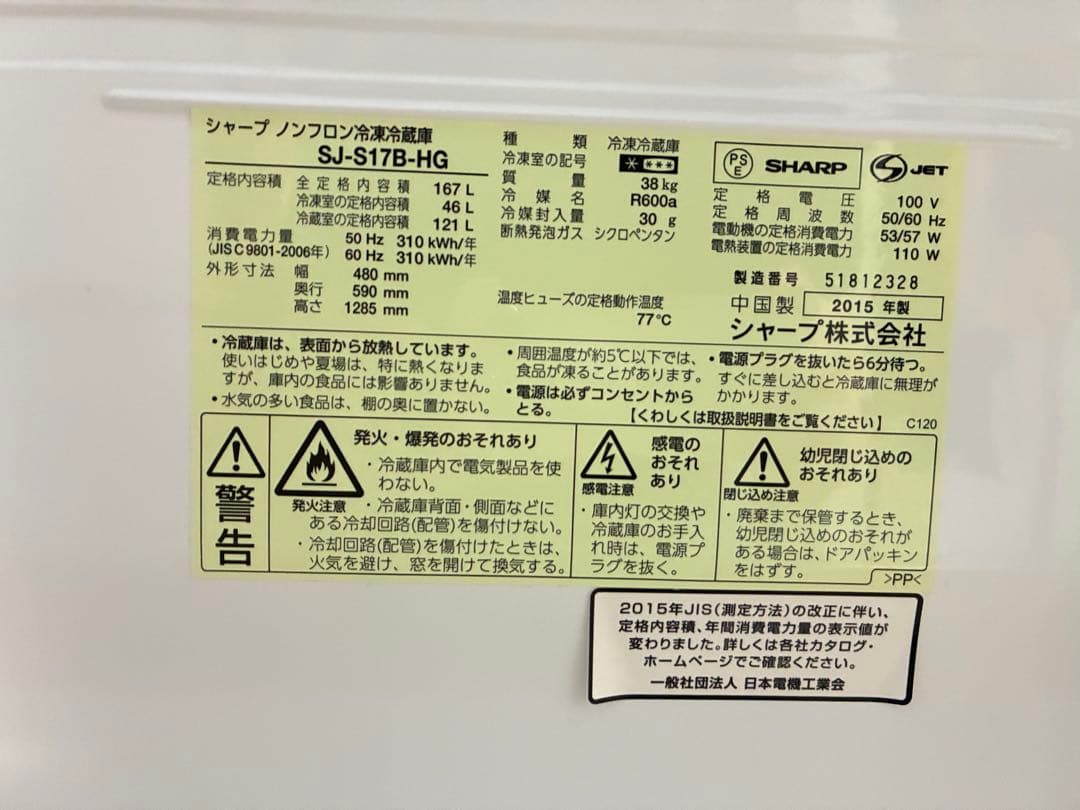 シャープ ノンフロン冷凍冷蔵庫
SJ-S17B-HG
定格内容積 全定格内容積 167 L
冷凍室の定格内容積 46 L
冷蔵室の定格内容積 121 L
消費電力量 50 Hz 310 kWh/年
(JIS C 9801-2006年) 60 Hz 310 kWh/年
外形寸法 幅 480 mm
奥行 590 mm
高さ 1285 mm
種類 冷凍冷蔵庫
冷凍室の記号
質量 38 kg
冷媒名 R600a
冷媒封入量 30 g
断熱発泡ガス シクロペンタン
温度ヒューズの定格動作温度
77℃
PSE SHARP S JET
定格電圧 100 V
定格周波数 50/60 Hz
電動機の定格消費電力 53/57 W
電熱装置の定格消費電力 110 W
製造番号 51812328
中国製 2015 年製
シャープ株式会社
・冷蔵庫は、表面から放熱しています。
使いはじめや夏場は、特に熱くなりま
すが、庫内の食品には影響ありません。
・水気の多い食品は、棚の奥に置かない。
・周囲温度が約5℃以下では、
食品が凍ることがあります。
・電源は必ずコンセントから
とる。
・電源プラグを抜いたら6分待つ。
すぐに差し込むと冷蔵庫に無理が
かかります。
【くわしくは取扱説明書をご覧ください】 C120
警告
発火・爆発のおそれあり
発火注意
・冷蔵庫内で電気製品を使
わない。
・冷蔵庫背面・側面などに
ある冷却回路(配管)を傷付けない。
・冷却回路(配管)を傷付けたときは、
火気を避け、窓を開けて換気する。
感電の
おそれ
あり
感電注意
・庫内灯の交換や
冷蔵庫のお手入
れ時は、電源プ
ラグを抜く。
幼児閉じ込めの
おそれあり
閉じ込め注意
・廃棄まで保管するとき、
幼児閉じ込めのおそれが
ある場合は、ドアパッキン
をはずす。
>PP<
2015年JIS(測定方法)の改正に伴い、
定格内容積、年間消費電力量の表示値が
変わりました。詳しくは各社カタログ・
ホームページでご確認ください。
一般社団法人 日本電機工業会